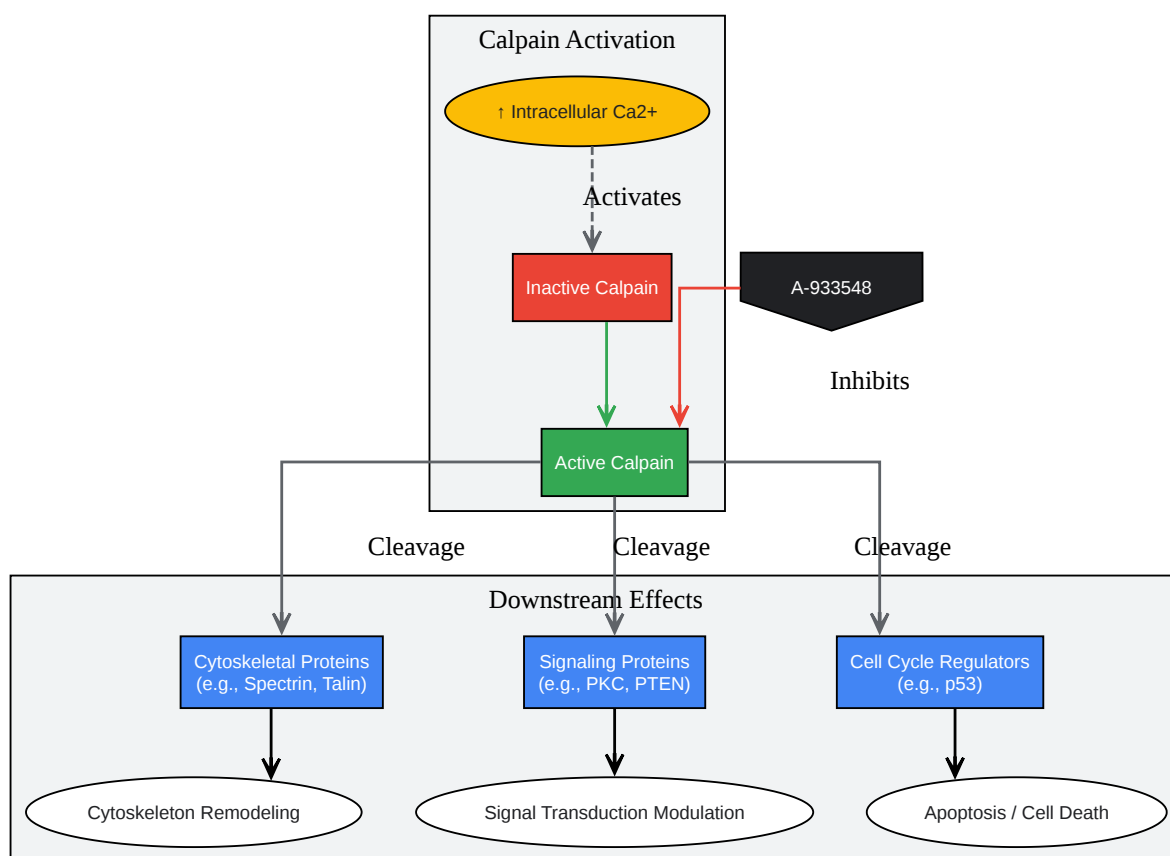 Calpain Activation
↑ Intracellular Ca2+
Activates
Inactive Calpain
A-933548
Inhibits
Active Calpain
Cleavage
Cleavage
Cleavage
Downstream Effects
Cytoskeletal Proteins
(e.g., Spectrin, Talin)
Signaling Proteins
(e.g., PKC, PTEN)
Cell Cycle Regulators
(e.g., p53)
Cytoskeleton Remodeling
Signal Transduction Modulation
Apoptosis / Cell Death